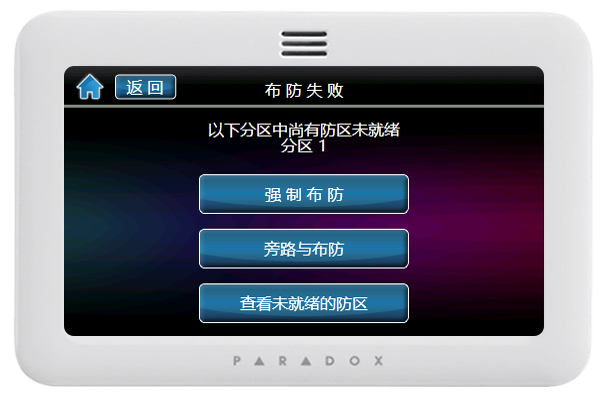 返回
布防失败
以下分区中尚有防区未就绪
分区 1
强制布防
旁路与布防
查看未就绪的防区
PARADOX